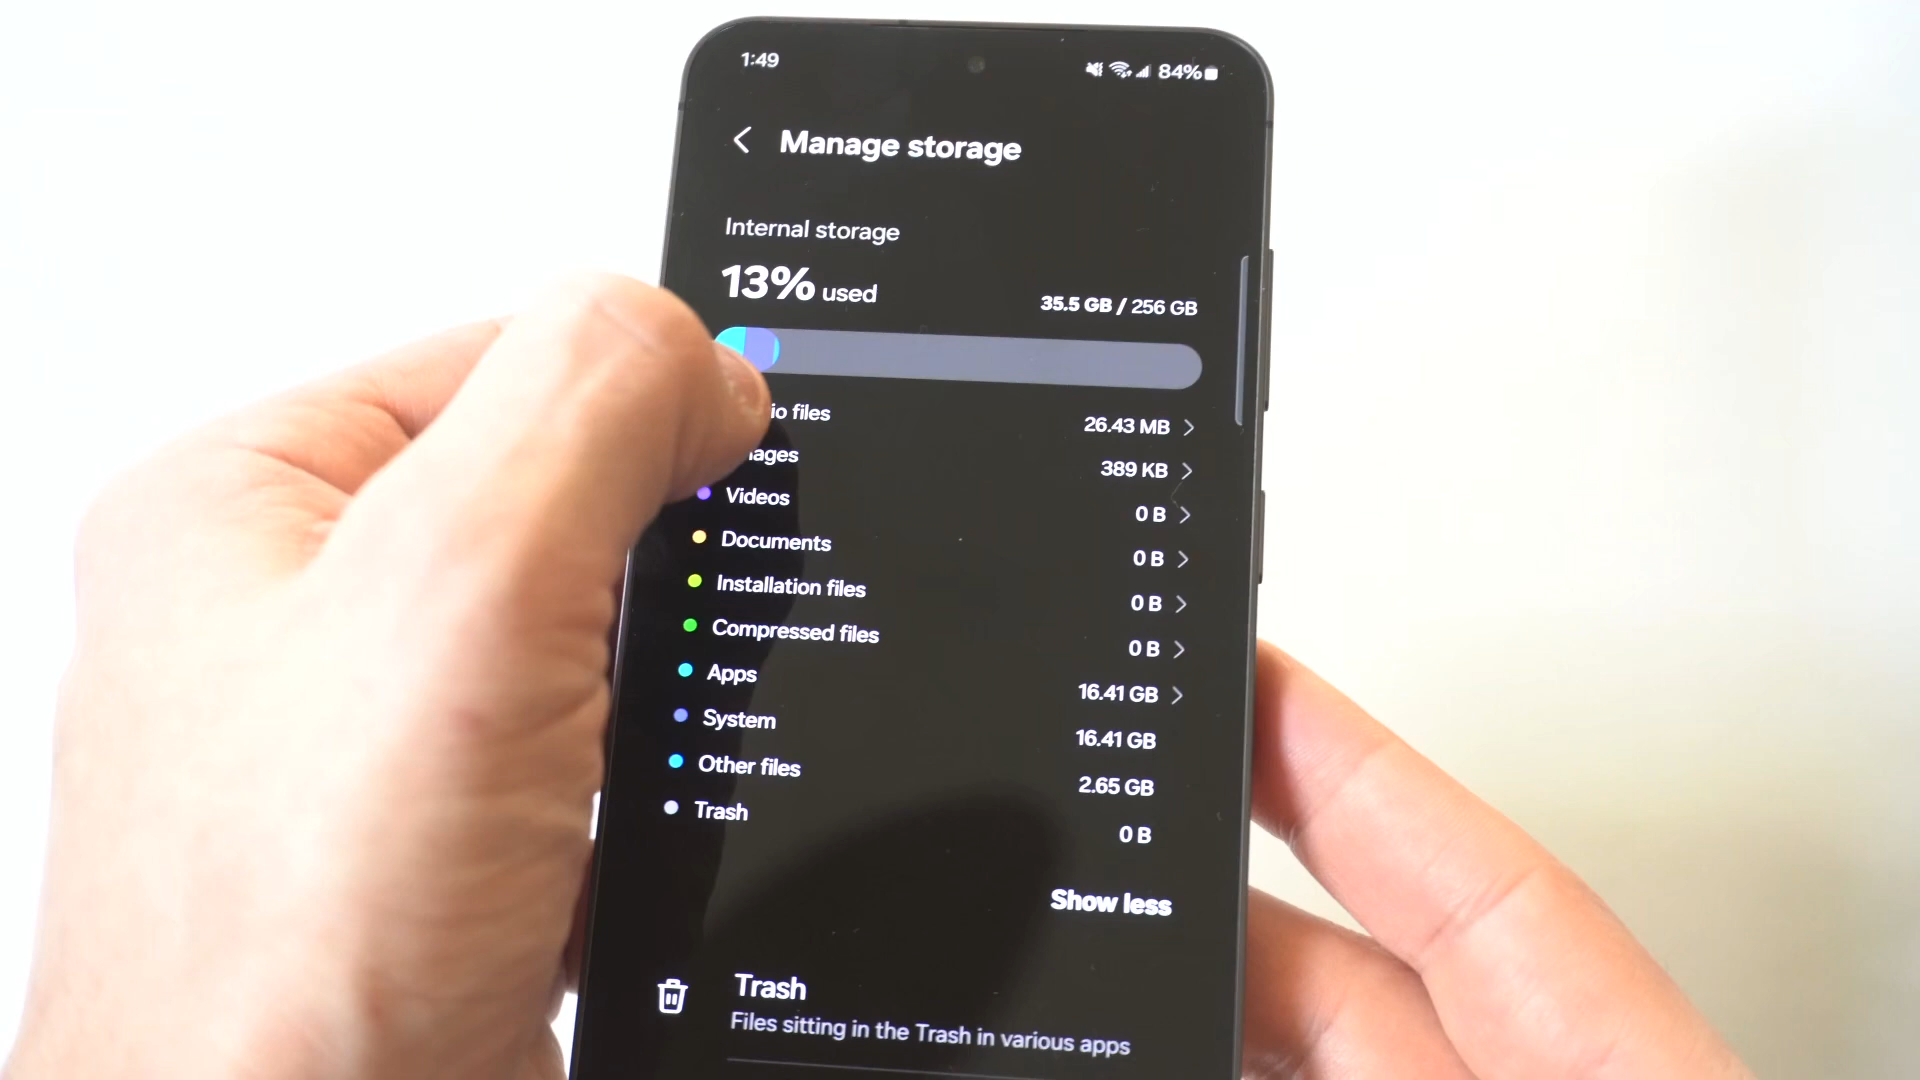 1:49 84%
Manage storage
Internal storage
13% used 35.5 GB / 256 GB
files 26.43 MB
389 KB
Videos 0 B
Documents 0 B
Installation files 0 B
Compressed files 0 B
Apps 16.41 GB
System 16.41 GB
Other files 2.65 GB
Trash 0 B
Show less
Trash
Files sitting in the Trash in various apps